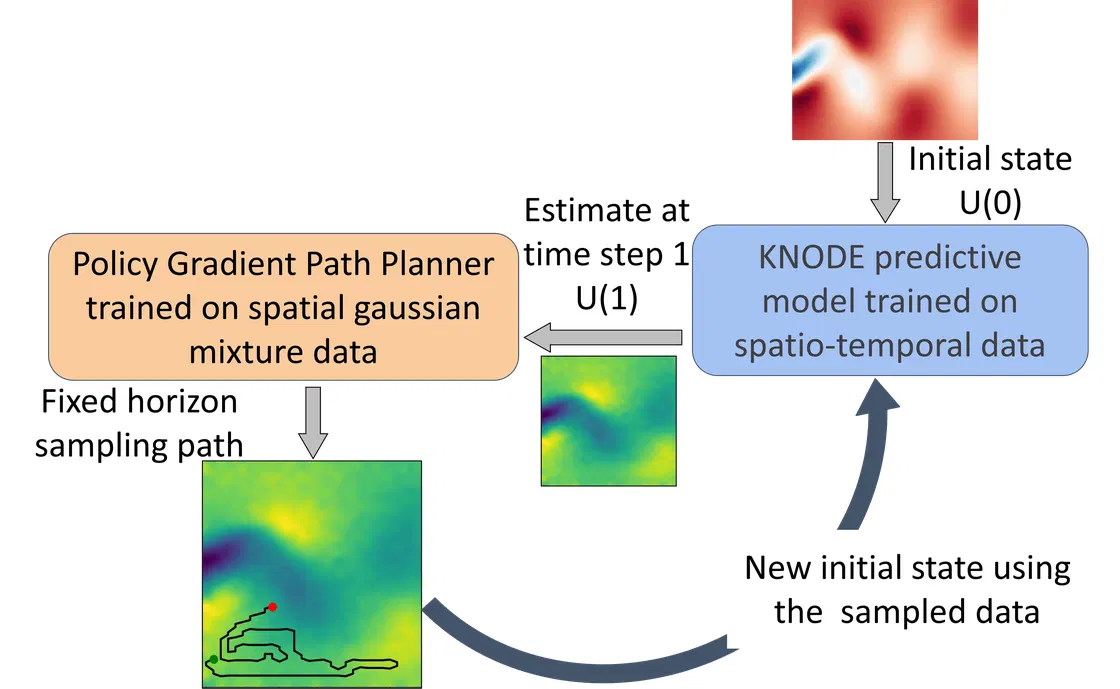 Initial state
U(0)
Estimate at
time step 1
U(1)
KNODE predictive
model trained on
spatio-temporal data
Policy Gradient Path Planner
trained on spatial gaussian
mixture data
Fixed horizon
sampling path
New initial state using
the  sampled data